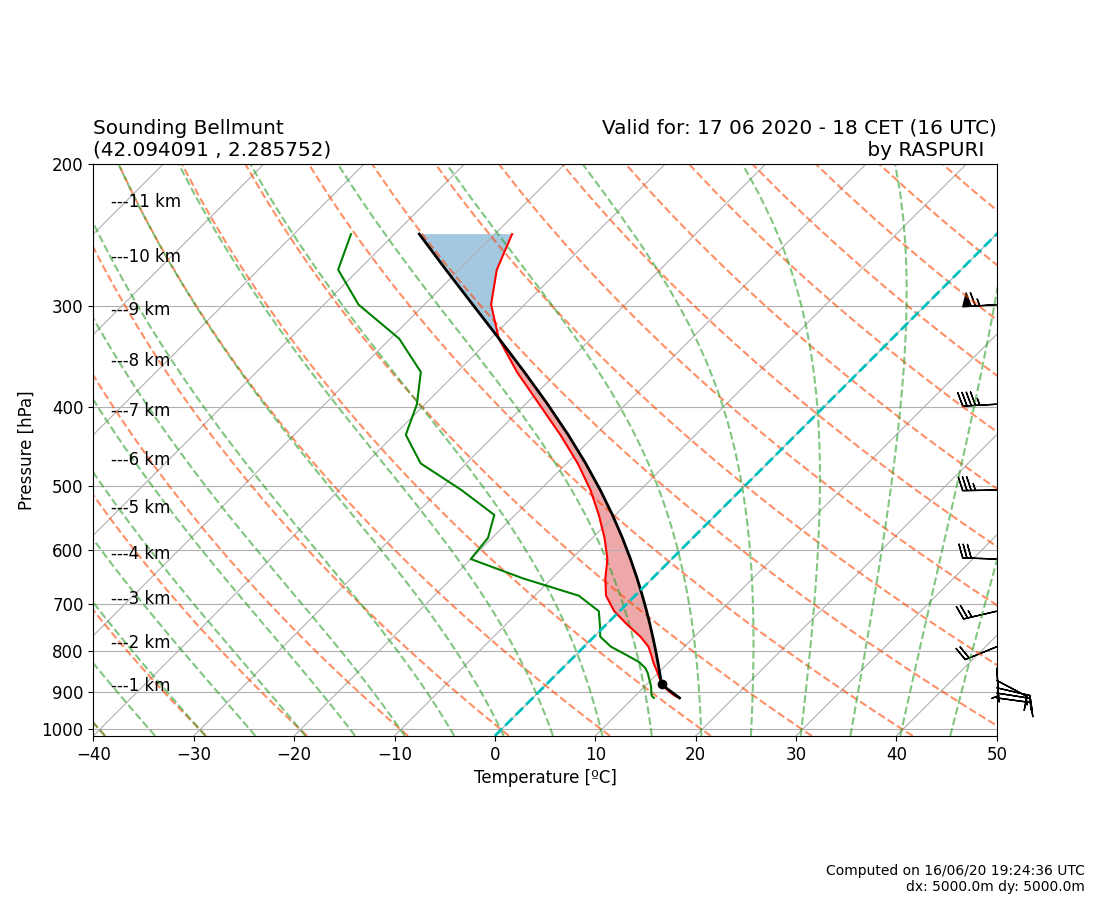 Sounding Bellmunt
(42.094091 , 2.285752)
Valid for: 17 06 2020 - 18 CET (16 UTC)
by RASPURI
200
300
400
500
600
700
800
900
1000
Pressure [hPa]
---11 km
---10 km
---9 km
---8 km
---7 km
---6 km
---5 km
---4 km
---3 km
---2 km
---1 km
−40 −30 −20 −10 0 10 20 30 40 50
Temperature [ºC]
Computed on 16/06/20 19:24:36 UTC
dx: 5000.0m dy: 5000.0m